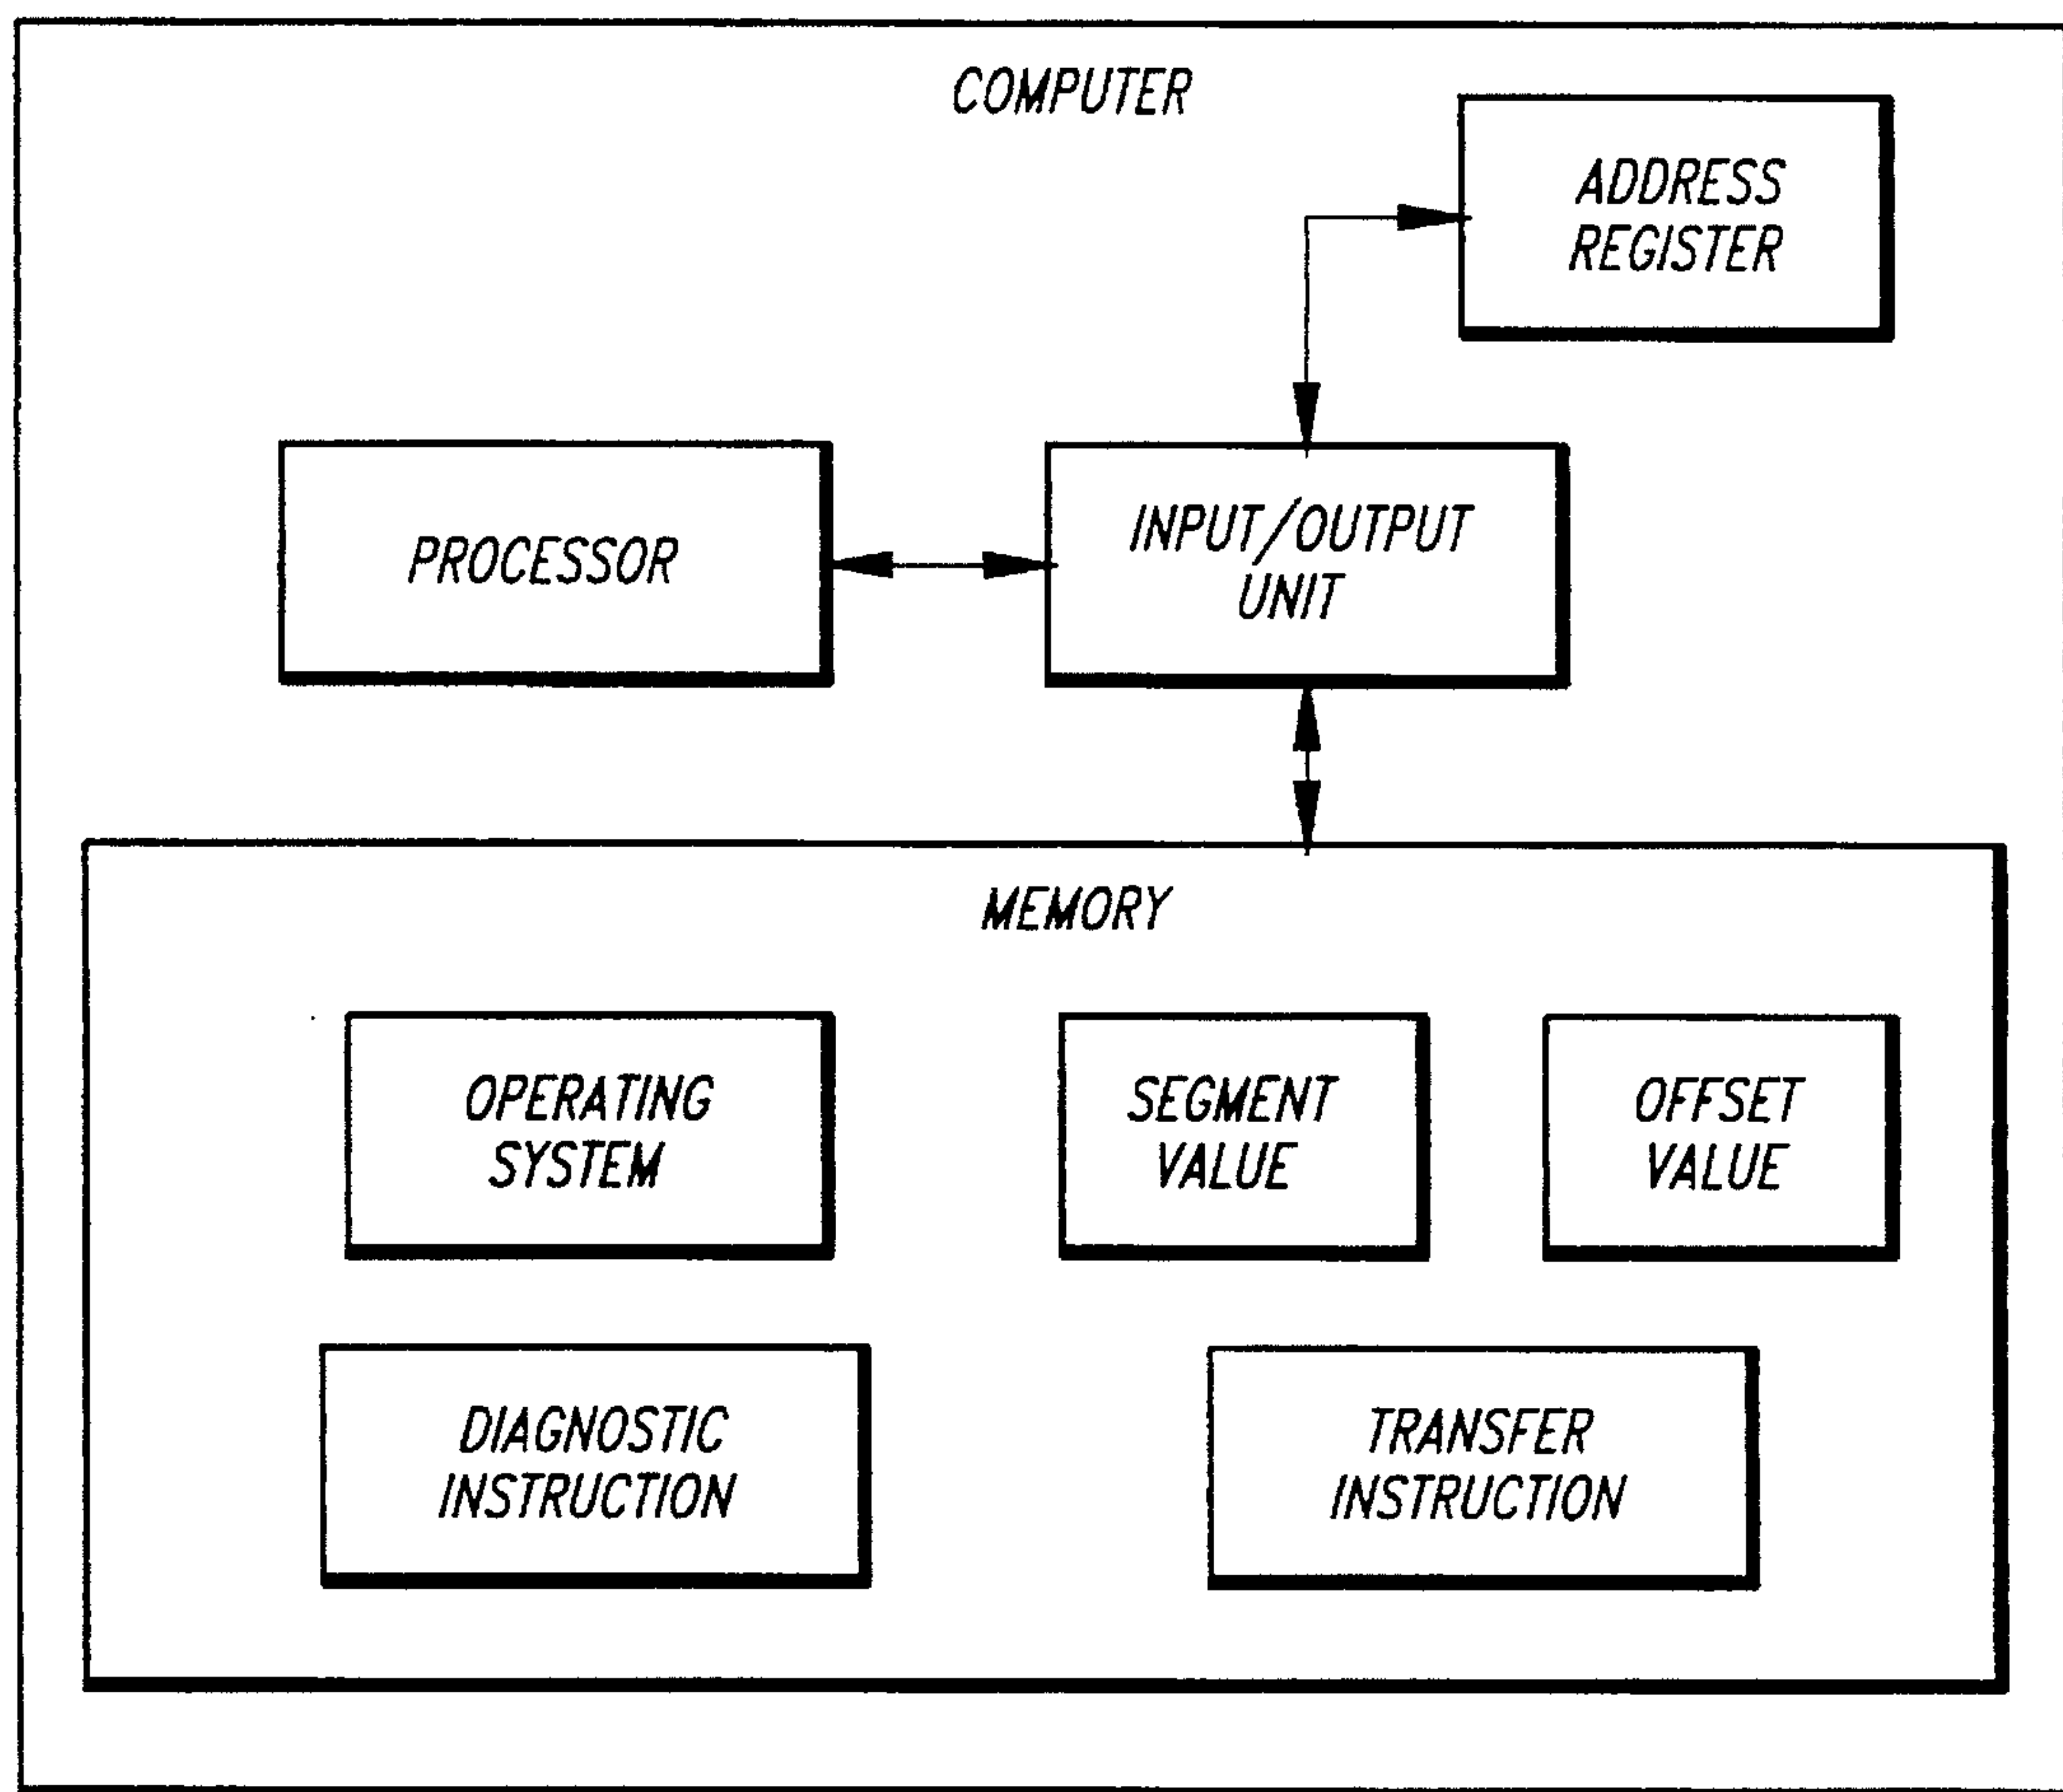 COMPUTER
ADDRESS
REGISTER
PROCESSOR
INPUT/OUTPUT
UNIT
MEMORY
OPERATING
SYSTEM
SEGMENT
VALUE
OFFSET
VALUE
DIAGNOSTIC
INSTRUCTION
TRANSFER
INSTRUCTION